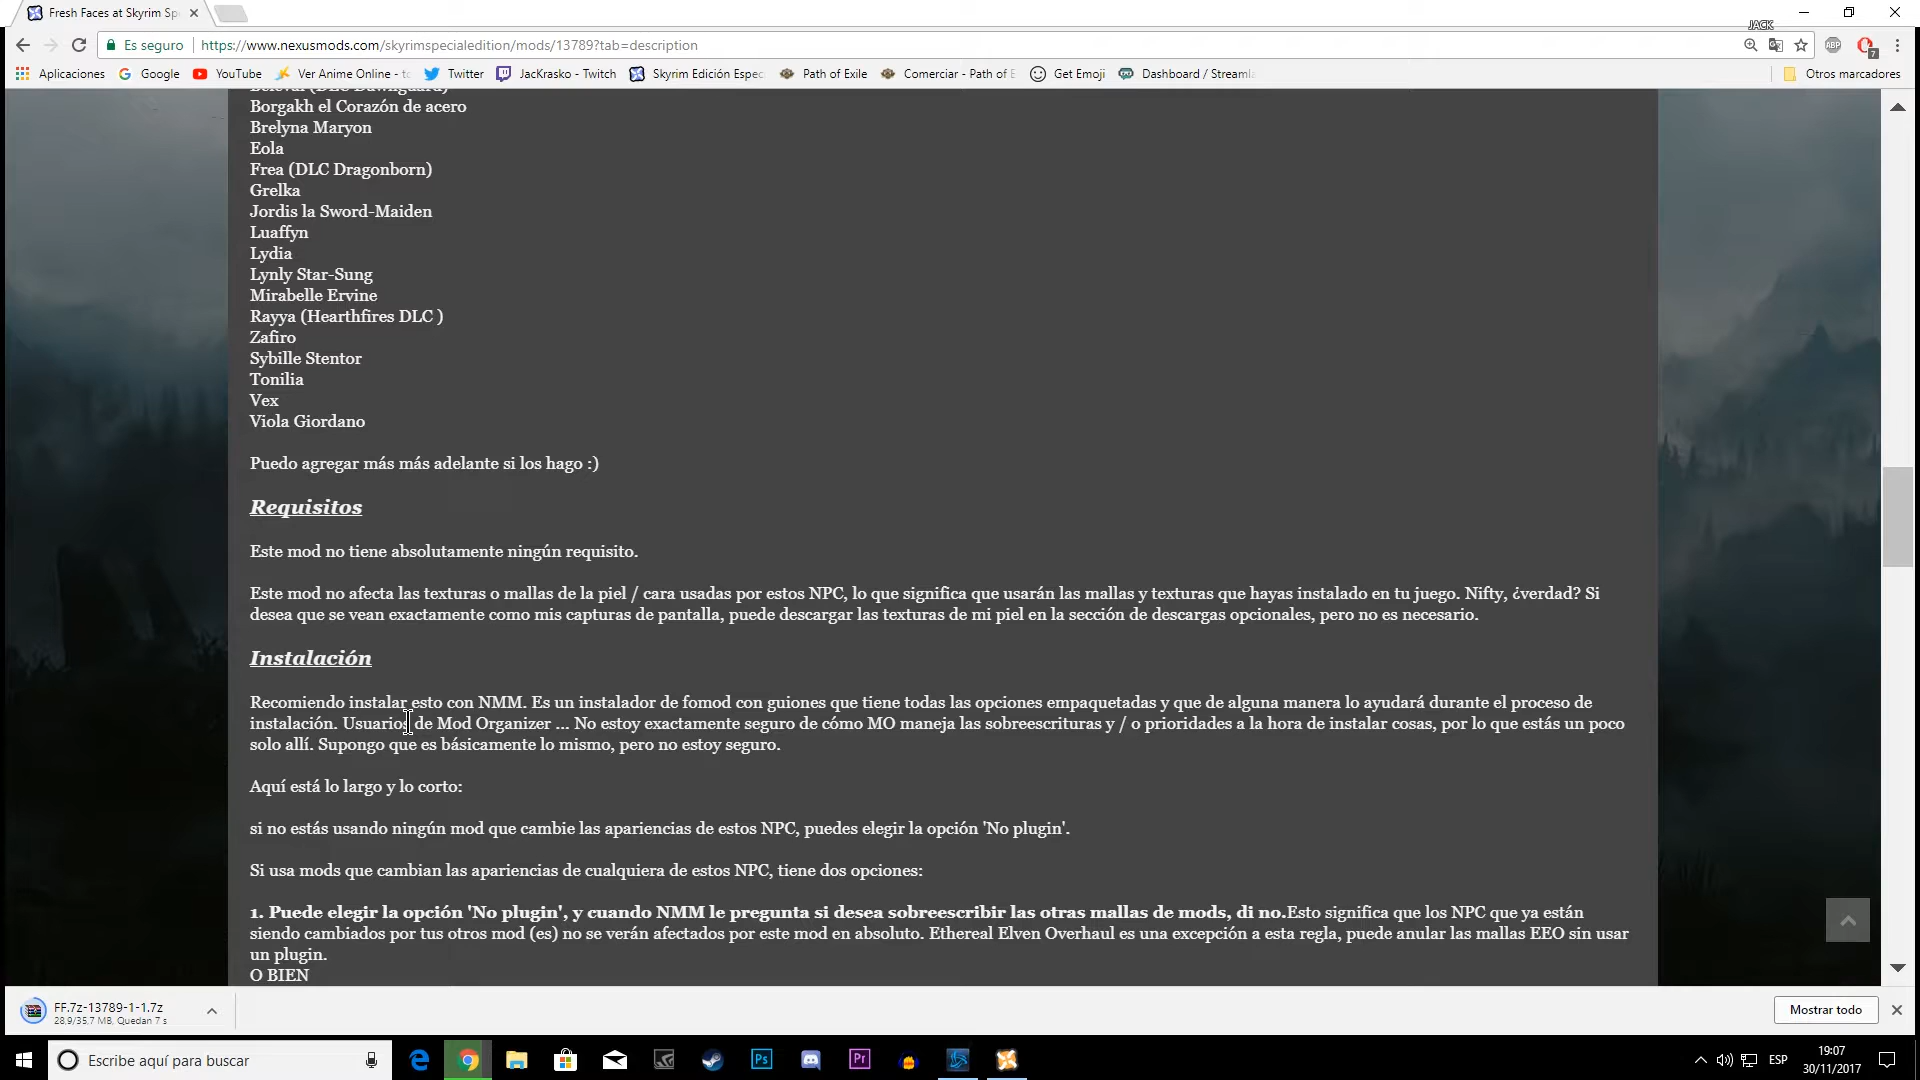 Fresh Faces at Skyrim Spe
JACK
Es seguro
https://www.nexusmods.com/skyrimspecialedition/mods/13789?tab=description
ABP
7
Aplicaciones
Google
YouTube
Ver Anime Online - to
Twitter
JacKrasko - Twitch
Skyrim Edición Espec
Path of Exile
Comerciar - Path of E
Get Emoji
Dashboard / Streamla
Otros marcadores
Borgakh el Corazón de acero
Brelyna Maryon
Eola
Frea (DLC Dragonborn)
Grelka
Jordis la Sword-Maiden
Luaffyn
Lydia
Lynly Star-Sung
Mirabelle Ervine
Rayya (Hearthfires DLC )
Zafiro
Sybille Stentor
Tonilia
Vex
Viola Giordano
Puedo agregar más más adelante si los hago :)
Requisitos
Este mod no tiene absolutamente ningún requisito.
Este mod no afecta las texturas o mallas de la piel / cara usadas por estos NPC, lo que significa que usarán las mallas y texturas que hayas instalado en tu juego. Nifty, ¿verdad? Si
desea que se vean exactamente como mis capturas de pantalla, puede descargar las texturas de mi piel en la sección de descargas opcionales, pero no es necesario.
Instalación
Recomiendo instalar esto con NMM. Es un instalador de fomod con guiones que tiene todas las opciones empaquetadas y que de alguna manera lo ayudará durante el proceso de
instalación. Usuarios de Mod Organizer ... No estoy exactamente seguro de cómo MO maneja las sobreescrituras y / o prioridades a la hora de instalar cosas, por lo que estás un poco
solo allí. Supongo que es básicamente lo mismo, pero no estoy seguro.
Aquí está lo largo y lo corto:
si no estás usando ningún mod que cambie las apariencias de estos NPC, puedes elegir la opción 'No plugin'.
Si usa mods que cambian las apariencias de cualquiera de estos NPC, tiene dos opciones:
1. Puede elegir la opción 'No plugin', y cuando NMM le pregunta si desea sobreescribir las otras mallas de mods, di no.Esto significa que los NPC que ya están
siendo cambiados por tus otros mod (es) no se verán afectados por este mod en absoluto. Ethereal Elven Overhaul es una excepción a esta regla, puede anular las mallas EEO sin usar
un plugin.
O BIEN
FF.7z-13789-1-1.7z
28,9/35,7 MB, Quedan 7 s
Mostrar todo
Escribe aquí para buscar
Ps
Pr
ESP
19:07
30/11/2017